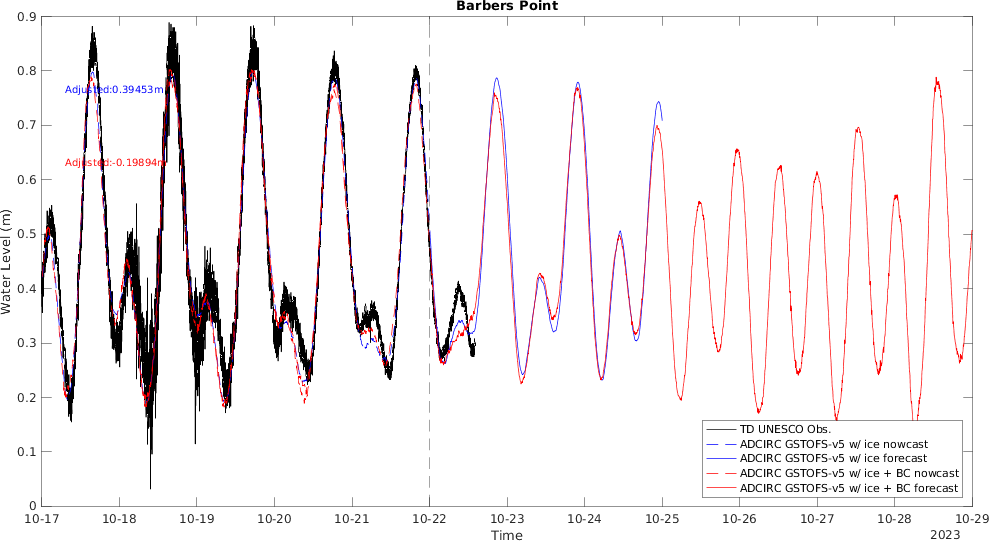 Barbers Point
0.9
0.8
0.7
0.6
0.5
0.4
0.3
0.2
0.1
0
Water Level (m)
Adjusted:0.39453m
Adjusted:-0.19894m
TD UNESCO Obs.
ADCIRC GSTOFS-v5 w/ ice nowcast
ADCIRC GSTOFS-v5 w/ ice forecast
ADCIRC GSTOFS-v5 w/ ice + BC nowcast
ADCIRC GSTOFS-v5 w/ ice + BC forecast
10-17 10-18 10-19 10-20 10-21 10-22 10-23 10-24 10-25 10-26 10-27 10-28 10-29
Time
2023